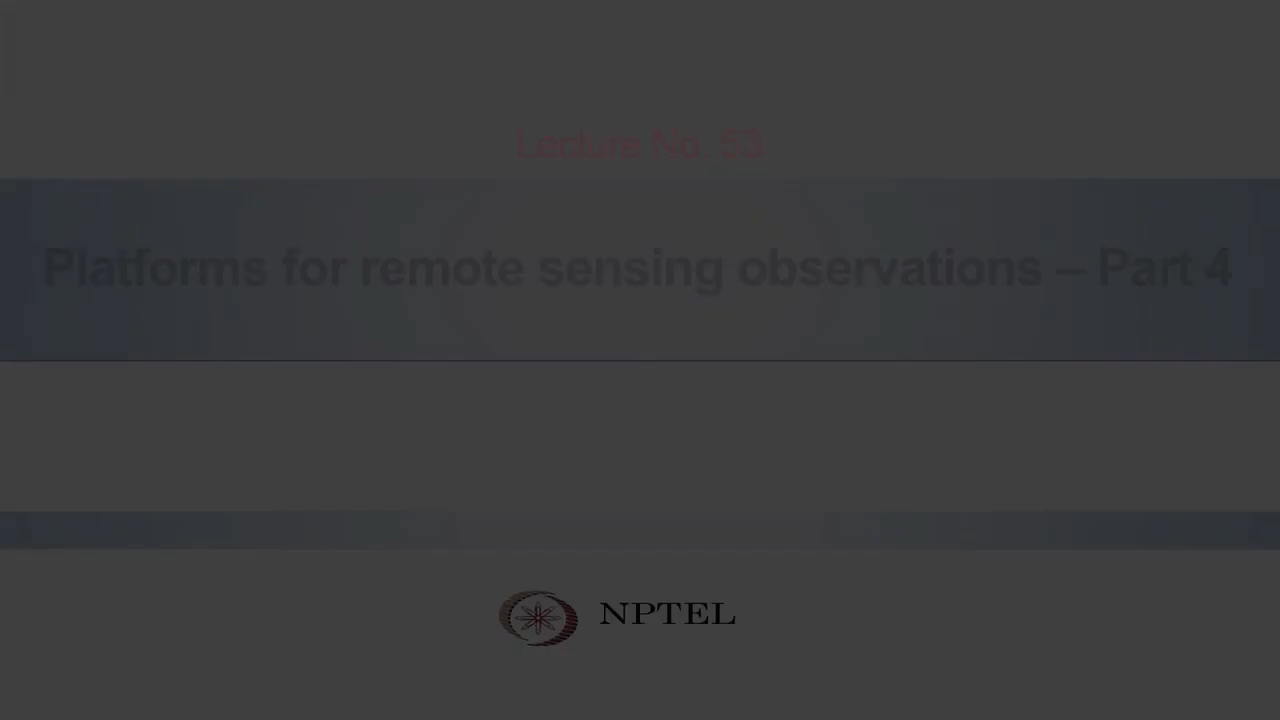 Lecture No. 53
Platforms for remote sensing observations – Part 4
NPTEL